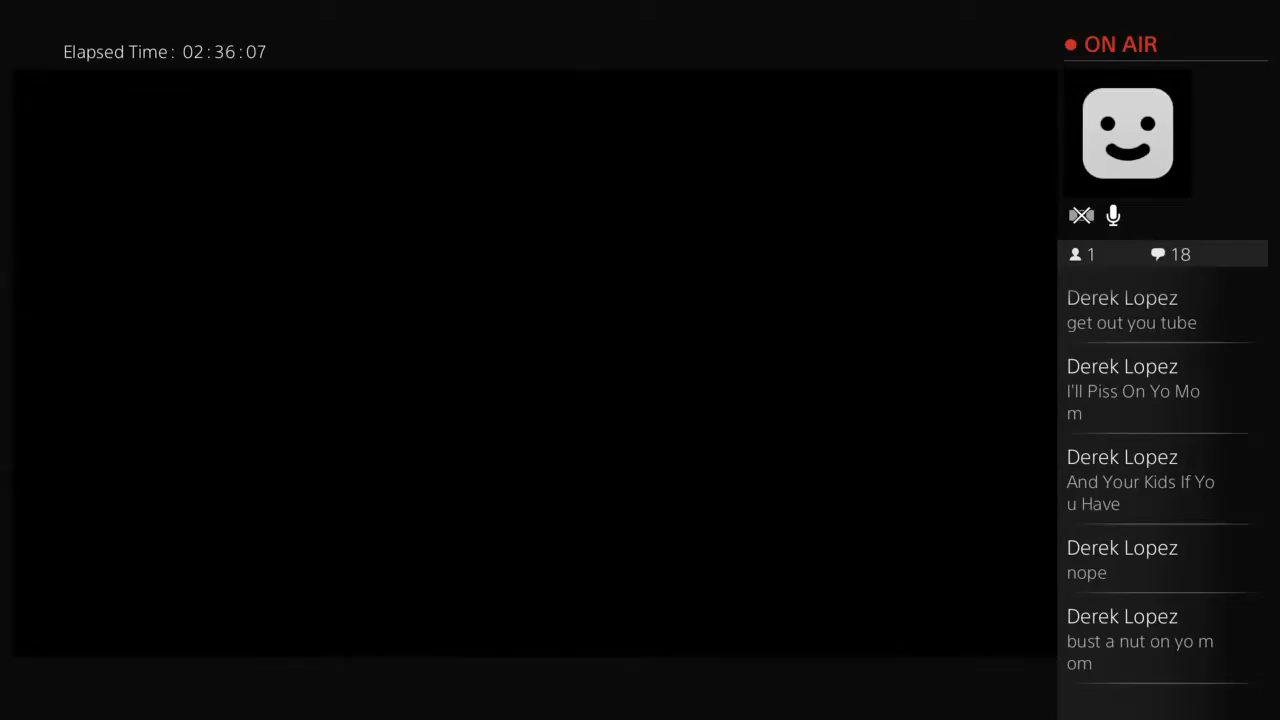 Elapsed Time: 02:36:07
ON AIR
1 18
Derek Lopez
get out you tube
Derek Lopez
I'll Piss On Yo Mo
m
Derek Lopez
And Your Kids If Yo
u Have
Derek Lopez
nope
Derek Lopez
bust a nut on yo m
om